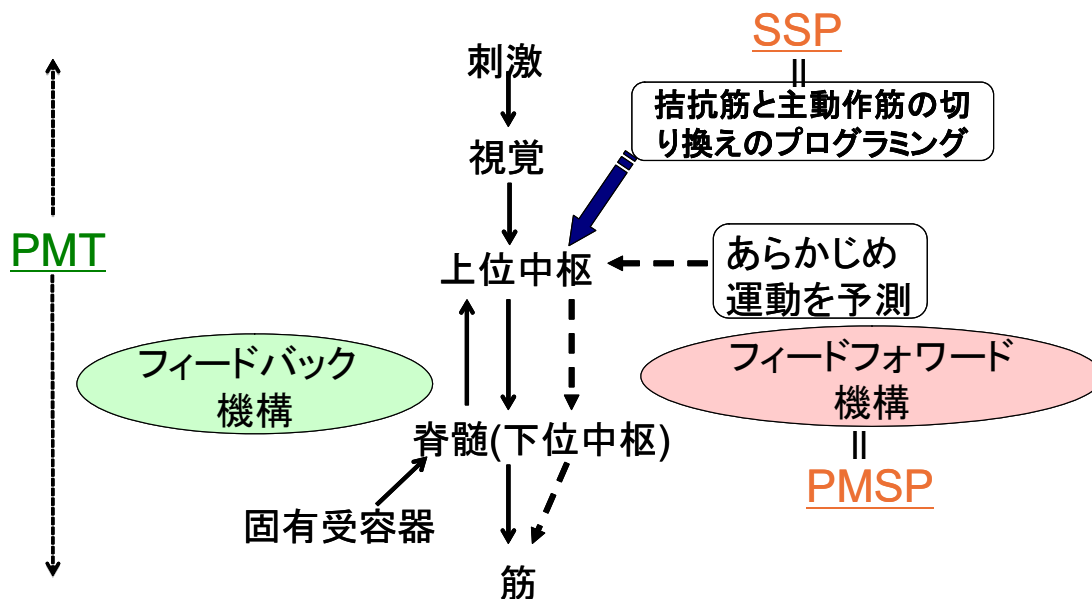 SSP
=
刺激
拮抗筋と主動作筋の切
り換えのプログラミング
視覚
PMT
上位中枢
あらかじめ
運動を予測
フィードバック
機構
フィードフォワード
機構
脊髄(下位中枢)
=
PMSP
固有受容器
筋